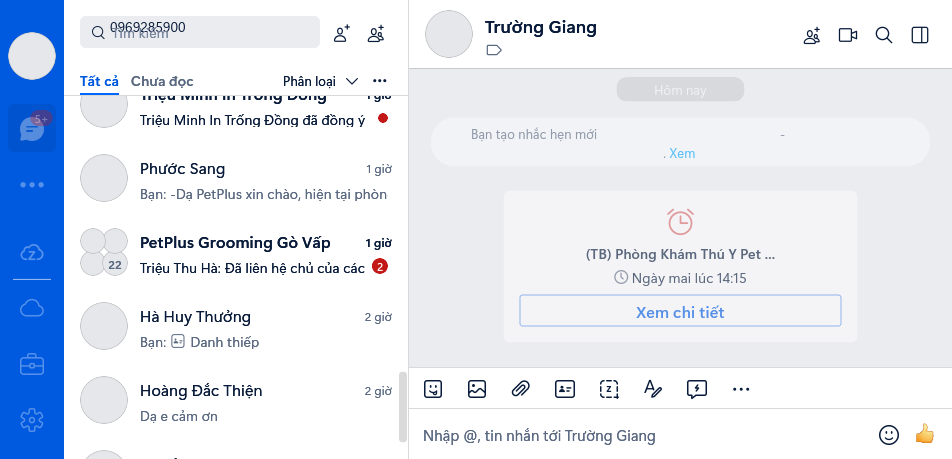 0969285900
Tìm kiếm
Tất cả Chưa đọc Phân loại
Triệu Minh In Trống Đồng 1 giờ
Triệu Minh In Trống Đồng đã đồng ý
Phước Sang 1 giờ
Bạn: -Dạ PetPlus xin chào, hiện tại phòn
PetPlus Grooming Gò Vấp 1 giờ
Triệu Thu Hà: Đã liên hệ chủ của các 2
22
Hà Huy Thưởng 2 giờ
Bạn: Danh thiếp
Hoàng Đắc Thiện 2 giờ
Dạ e cảm ơn
5+
Trường Giang
Hôm nay
Bạn tạo nhắc hẹn mới -
. Xem
(TB) Phòng Khám Thú Y Pet ...
Ngày mai lúc 14:15
Xem chi tiết
Nhập @, tin nhắn tới Trường Giang